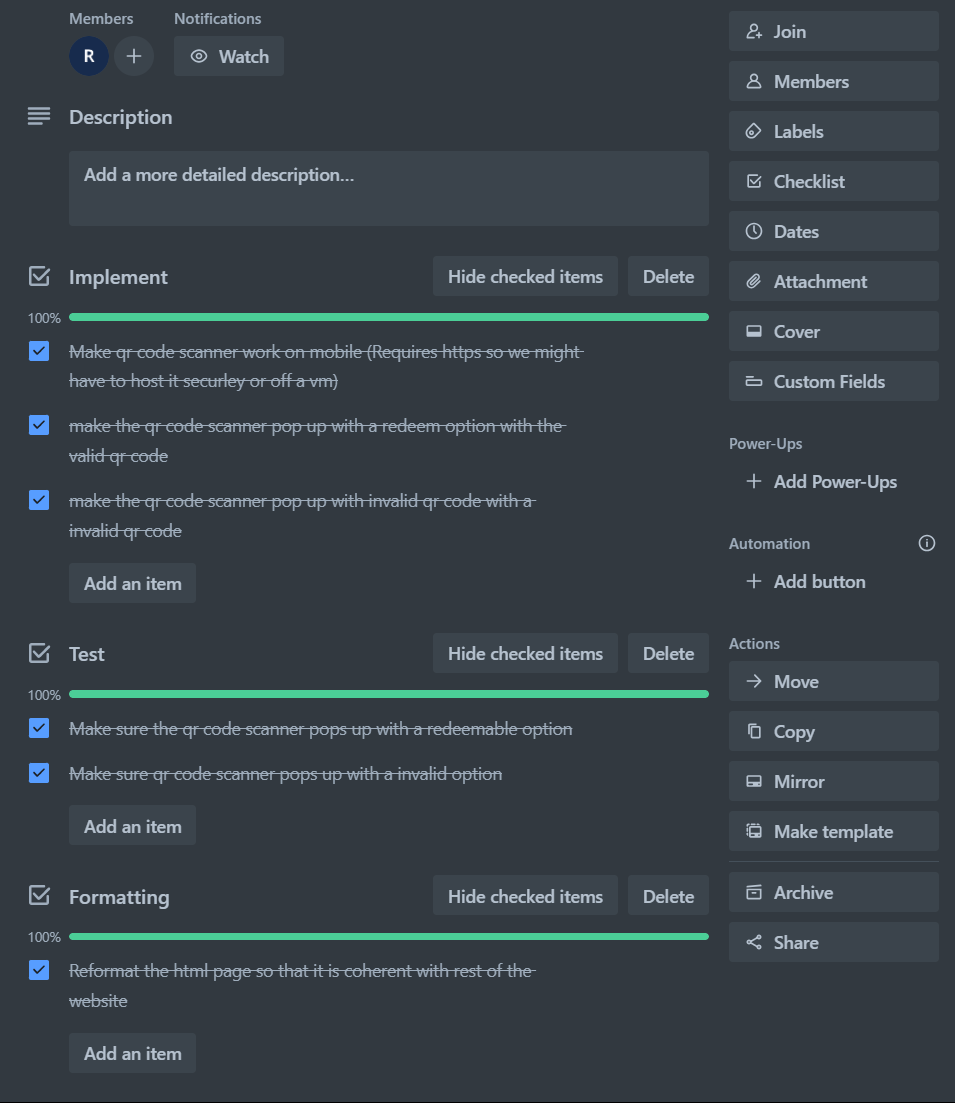 Members
Notifications
R
Watch
Description
Add a more detailed description...
Implement
Hide checked items
Delete
100%
Make qr code scanner work on mobile (Requires https so we might
have to host it securley or off a vm)
make the qr code scanner pop up with a redeem option with the
valid qr code
make the qr code scanner pop up with invalid qr code with a
invalid qr code
Add an item
Test
Hide checked items
Delete
100%
Make sure the qr code scanner pops up with a redeemable option
Make sure qr code scanner pops up with a invalid option
Add an item
Formatting
Hide checked items
Delete
100%
Reformat the html page so that it is coherent with rest of the
website
Add an item
Join
Members
Labels
Checklist
Dates
Attachment
Cover
Custom Fields
Power-Ups
Add Power-Ups
Automation
Add button
Actions
Move
Copy
Mirror
Make template
Archive
Share